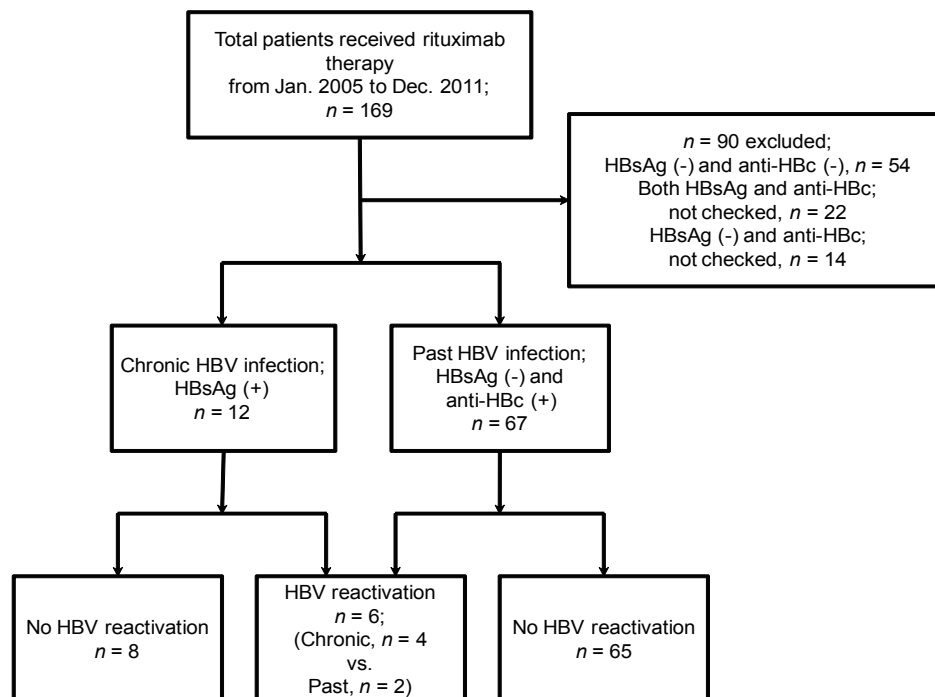 Total patients received rituximab
therapy
from Jan. 2005 to Dec. 2011;
n = 169
n = 90 excluded;
HBsAg (-) and anti-HBc (-), n = 54
Both HBsAg and anti-HBc;
not checked, n = 22
HBsAg (-) and anti-HBc;
not checked, n = 14
Chronic HBV infection;
HBsAg (+)
n = 12
Past HBV infection;
HBsAg (-) and
anti-HBc (+)
n = 67
No HBV reactivation
n = 8
HBV reactivation
n = 6;
(Chronic, n = 4
vs.
Past, n = 2)
No HBV reactivation
n = 65